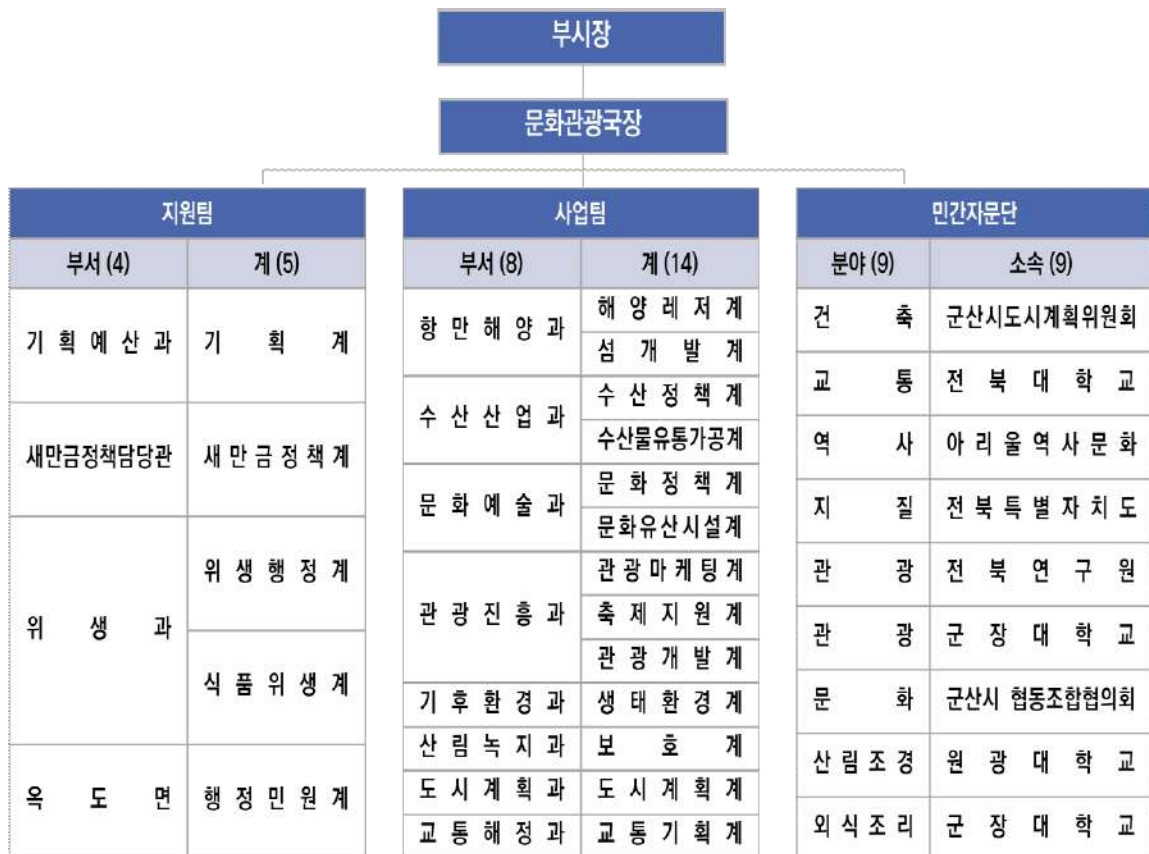 부시장
문화관광국장
지원팀
부서 (4) 계 (5)
기획예산과 기획계
새만금정책담당관 새만금정책계
위생과 위생행정계
식품위생계
옥도면 행정민원계
사업팀
부서 (8) 계 (14)
항만해양과 해양레저계
섬개발계
수산산업과 수산정책계
수산물유통가공계
문화예술과 문화정책계
문화유산시설계
관광진흥과 관광마케팅계
축제지원계
관광개발계
기후환경과 생태환경계
산림녹지과 보호계
도시계획과 도시계획계
교통해정과 교통기획계
민간자문단
분야 (9) 소속 (9)
건축 군산시도시계획위원회
교통 전북대학교
역사 아리울역사문화
지질 전북특별자치도
관광 전북연구원
관광 군장대학교
문화 군산시 협동조합협의회
산림조경 원광대학교
외식조리 군장대학교